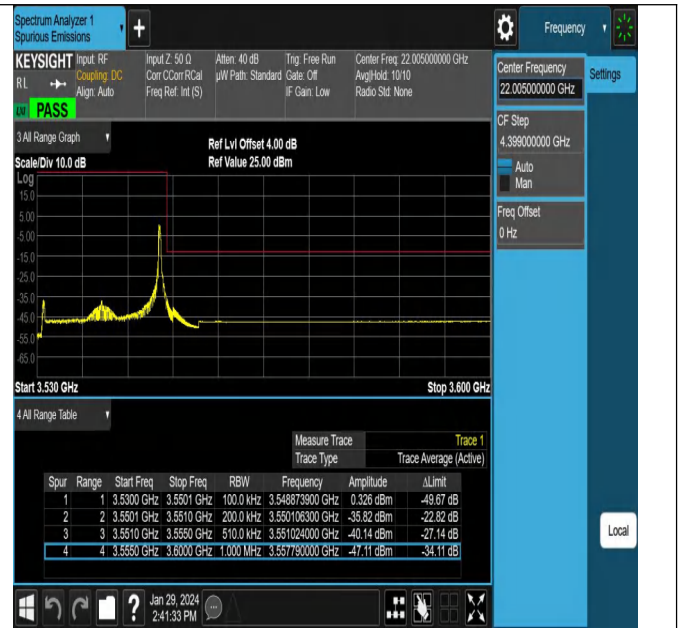 Spectrum Analyzer 1
Spurious Emissions
+
Frequency
KEYSIGHT
RL
Input: RF
Coupling: DC
Align: Auto
Input Z: 50 Ω
Corr CCorr RCal
Freq Ref: Int (S)
Atten: 40 dB
µW Path: Standard
Trig: Free Run
Gate: Off
IF Gain: Low
Center Freq: 22.005000000 GHz
Avg|Hold: 10/10
Radio Std: None
PASS
Center Frequency
22.005000000 GHz
Settings
CF Step
4.399000000 GHz
Auto
Man
Freq Offset
0 Hz
3 All Range Graph
Scale/Div 10.0 dB
Ref Lvl Offset 4.00 dB
Ref Value 25.00 dBm
Log
15.0
5.00
-5.00
-15.0
-25.0
-35.0
-45.0
-55.0
-65.0
Start 3.530 GHz
Stop 3.600 GHz
4 All Range Table
Measure Trace Trace 1
Trace Type Trace Average (Active)
Spur Range Start Freq Stop Freq RBW Frequency Amplitude ΔLimit
1 1 3.5300 GHz 3.5501 GHz 100.0 kHz 3.548873900 GHz 0.326 dBm -49.67 dB
2 2 3.5501 GHz 3.5510 GHz 200.0 kHz 3.550106300 GHz -35.82 dBm -22.82 dB
3 3 3.5510 GHz 3.5550 GHz 510.0 kHz 3.551024000 GHz -40.14 dBm -27.14 dB
4 4 3.5550 GHz 3.6000 GHz 1.000 MHz 3.557790000 GHz -47.11 dBm -34.11 dB
Local
?
Jan 29, 2024
2:41:33 PM